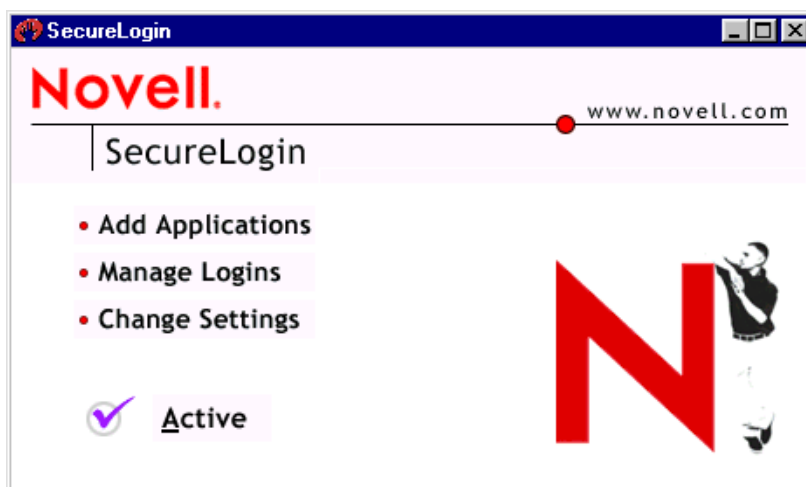 SecureLogin
Novell®
www.novell.com
SecureLogin
Add Applications
Manage Logins
Change Settings
Active
N